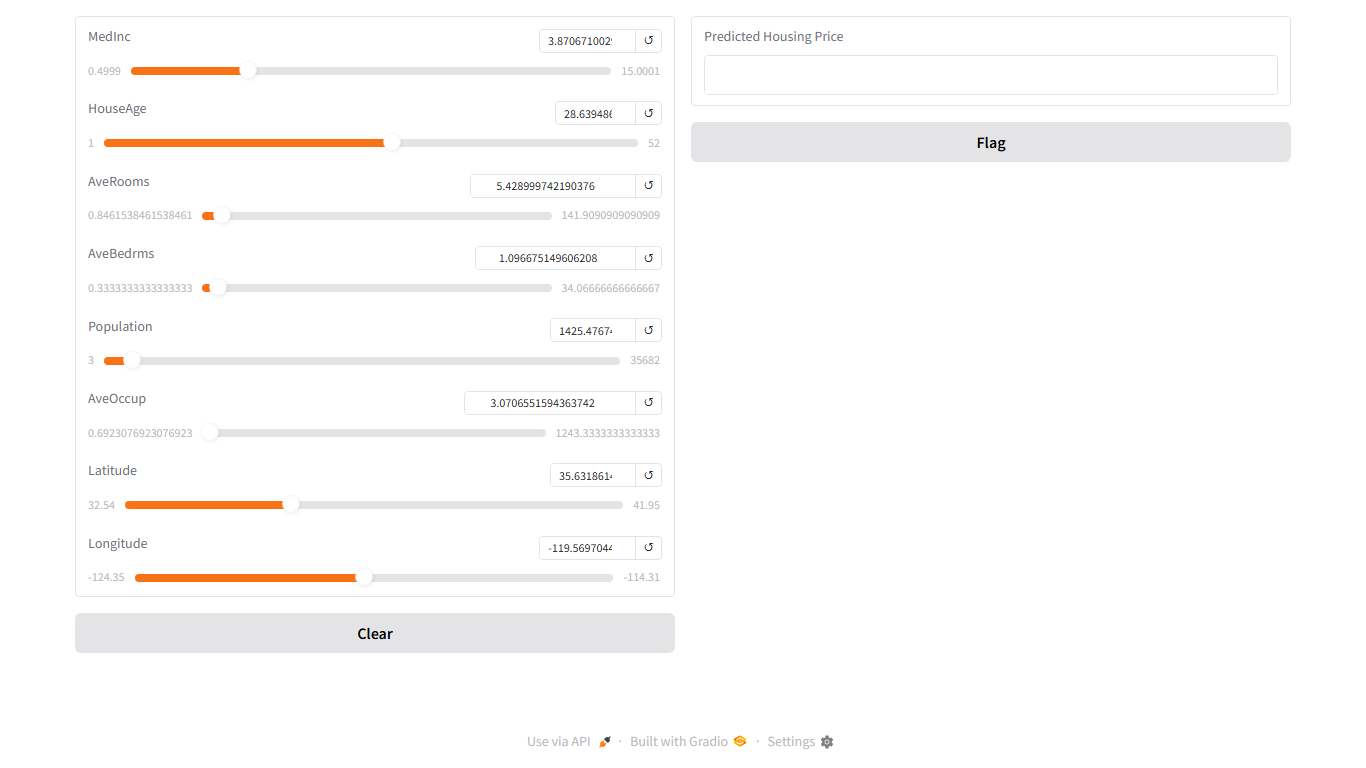 MedInc
3.870671002
↺
0.4999
15.0001
HouseAge
28.639486
↺
1
52
AveRooms
5.428999742190376
↺
0.8461538461538461
141.9090909090909
AveBedrms
1.096675149606208
↺
0.3333333333333333
34.06666666666667
Population
1425.4767
↺
3
35682
AveOccup
3.0706551594363742
↺
0.6923076923076923
1243.3333333333333
Latitude
35.631861
↺
32.54
41.95
Longitude
-119.569704
↺
-124.35
-114.31
Clear
Predicted Housing Price
Flag
Use via API · Built with Gradio · Settings